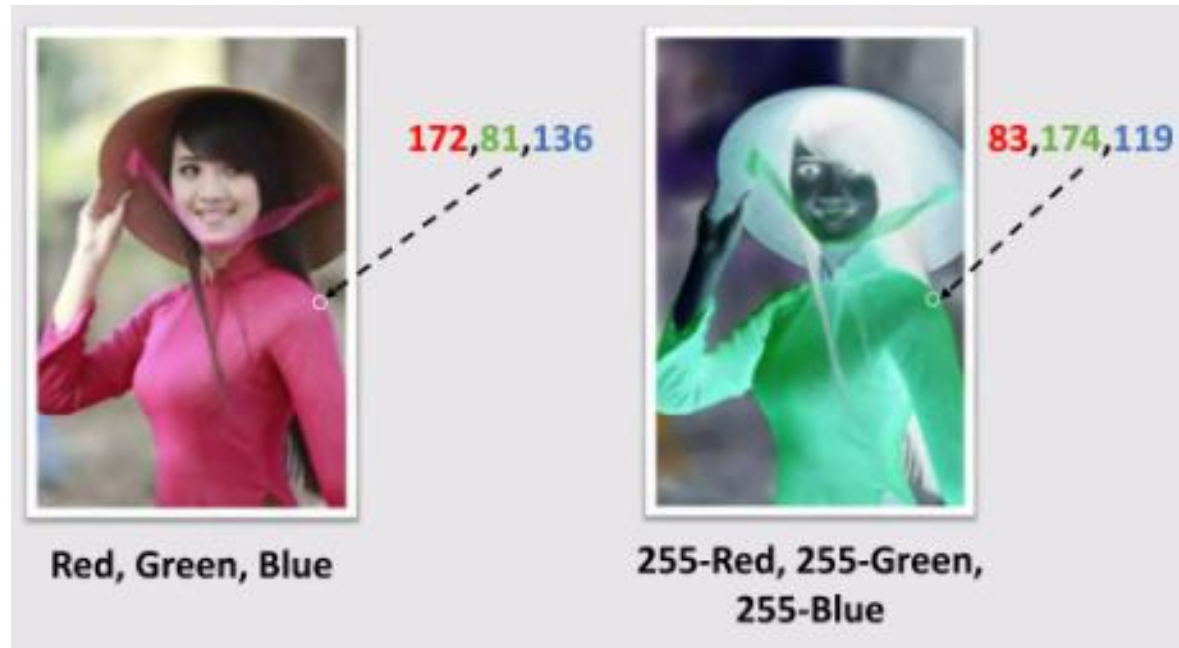 172,81,136
83,174,119
Red, Green, Blue
255-Red, 255-Green,
255-Blue